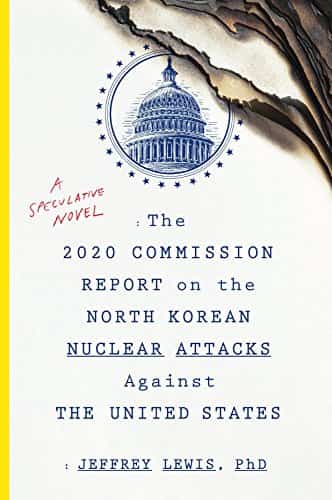 A
SPECULATIVE
NOVEL
: The
2020 COMMISSION
REPORT on the
NORTH KOREAN
NUCLEAR ATTACKS
Against
THE UNITED STATES
: JEFFREY LEWIS, PhD